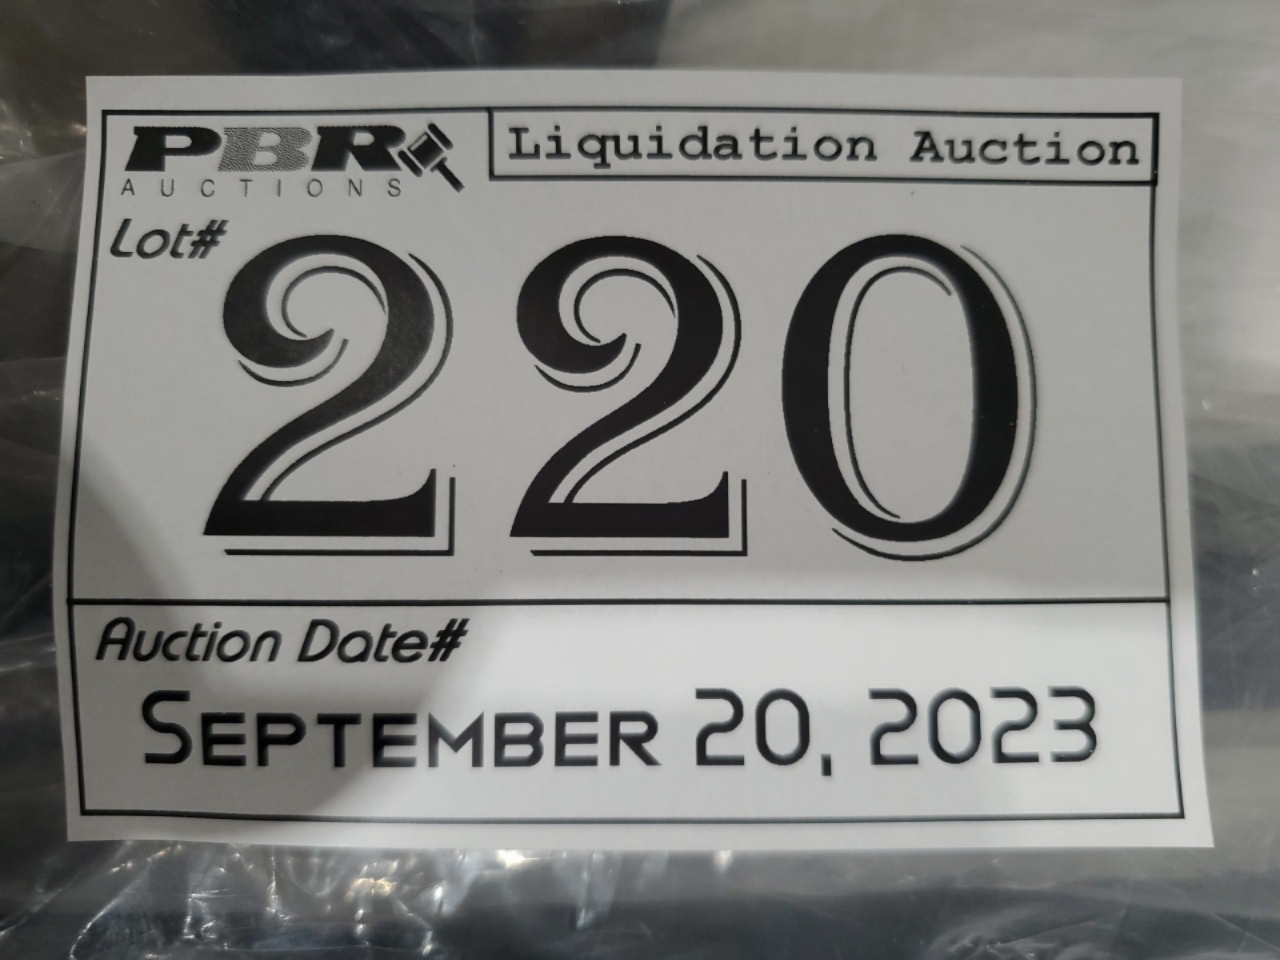 PBR
AUCTIONS
Liquidation Auction
Lot#
220
Auction Date#
September 20, 2023